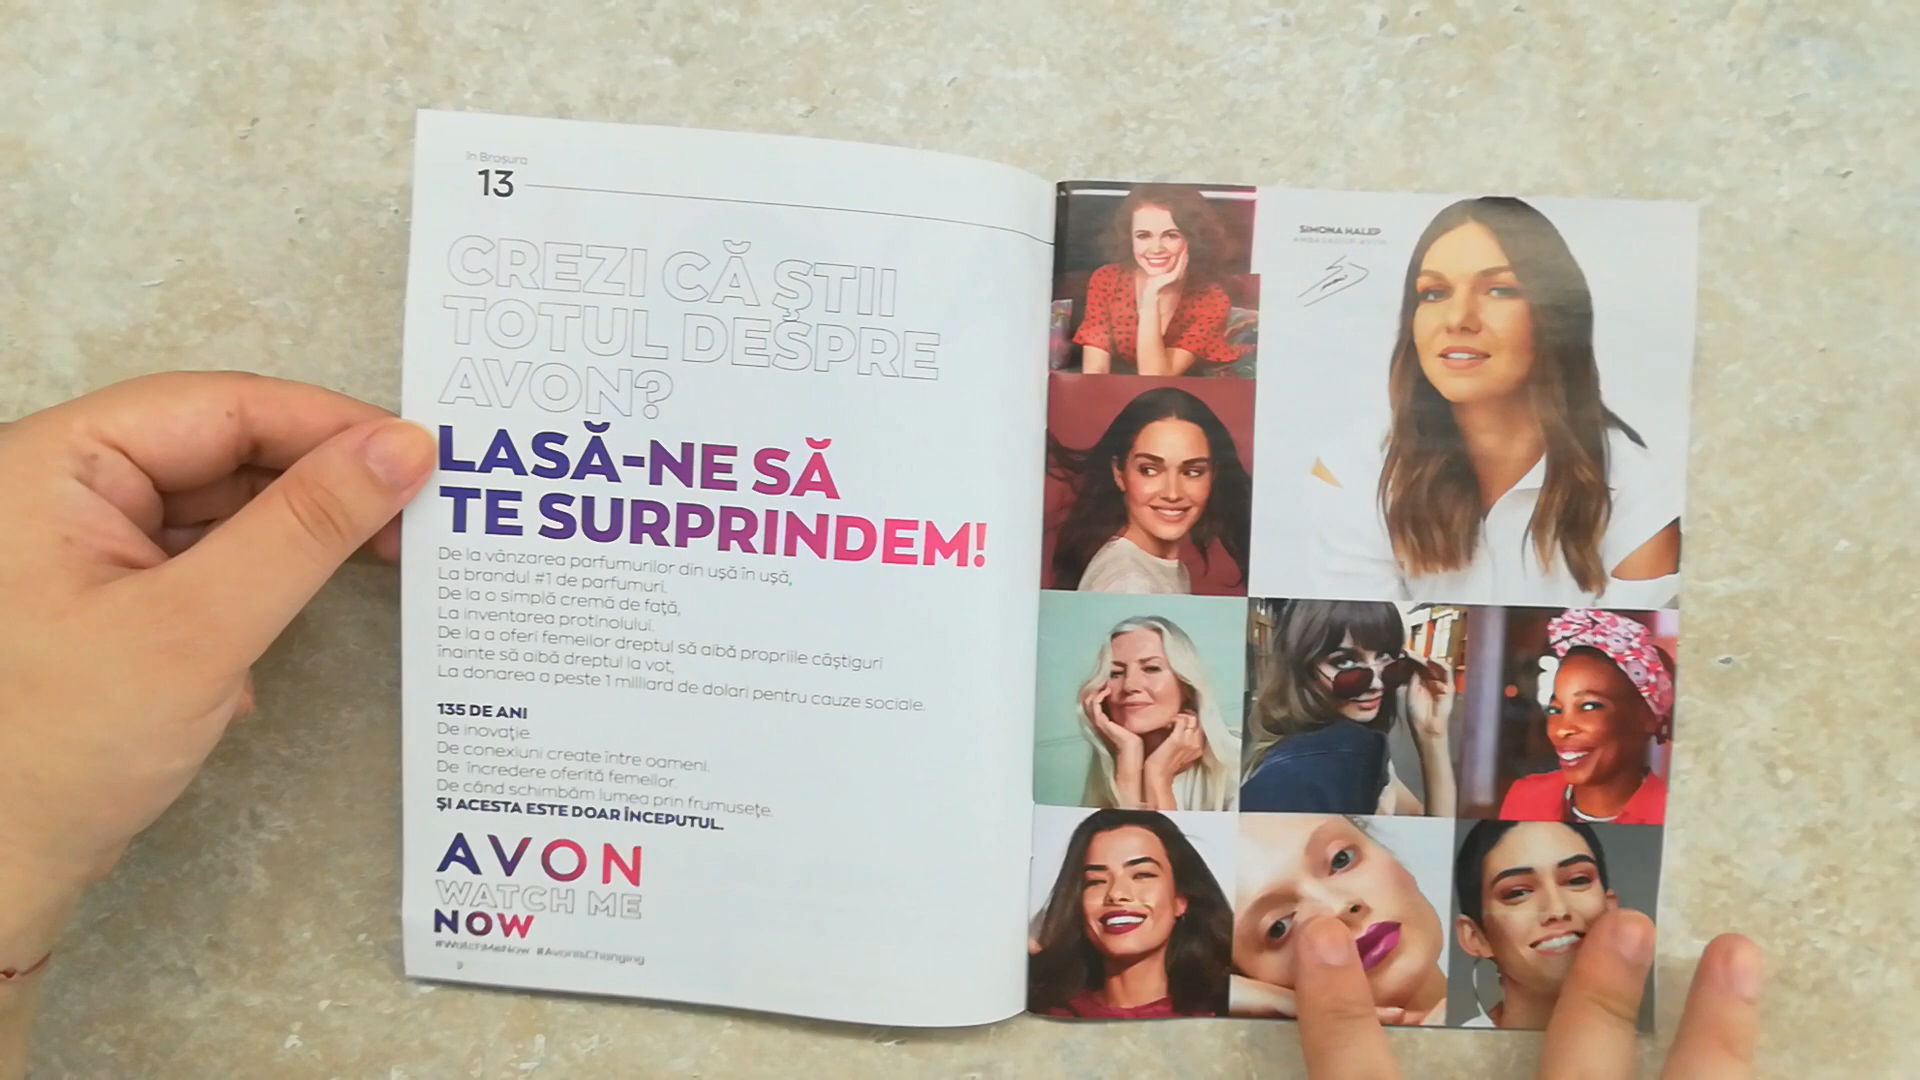 în Broșura
13
CREZI CĂ ȘTII
TOTUL DESPRE
AVON?
LASĂ-NE SĂ
TE SURPRINDEM!
De la vânzarea parfumurilor din ușă în ușă,
La brandul #1 de parfumuri.
De la o simplă cremă de față,
La inventarea protinolului.
De la a oferi femeilor dreptul să aibă propriile câștiguri
înainte să aibă dreptul la vot,
La donarea a peste 1 milliard de dolari pentru cauze sociale.
135 DE ANI
De inovație.
De conexiuni create între oameni.
De încredere oferită femeilor.
De când schimbăm lumea prin frumusețe.
ȘI ACESTA ESTE DOAR ÎNCEPUTUL.
AVON
WATCH ME
NOW
#WatchMeNow #AvonIsChanging
SIMONA HALEP
AMBASADOR AVON